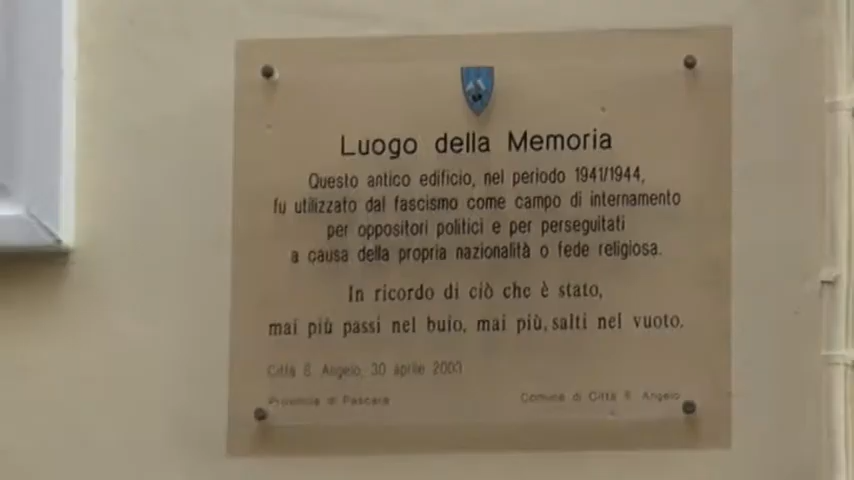 Luogo della Memoria
Questo antico edificio, nel periodo 1941/1944,
fu utilizzato dal fascismo come campo di internamento
per oppositori politici e per perseguitati
a causa della propria nazionalità o fede religiosa.
In ricordo di ciò che è stato,
mai più passi nel buio, mai più, salti nel vuoto.
Città S. Angelo, 30 aprile 2003
Provincia di Pescara
Comune di Città S. Angelo